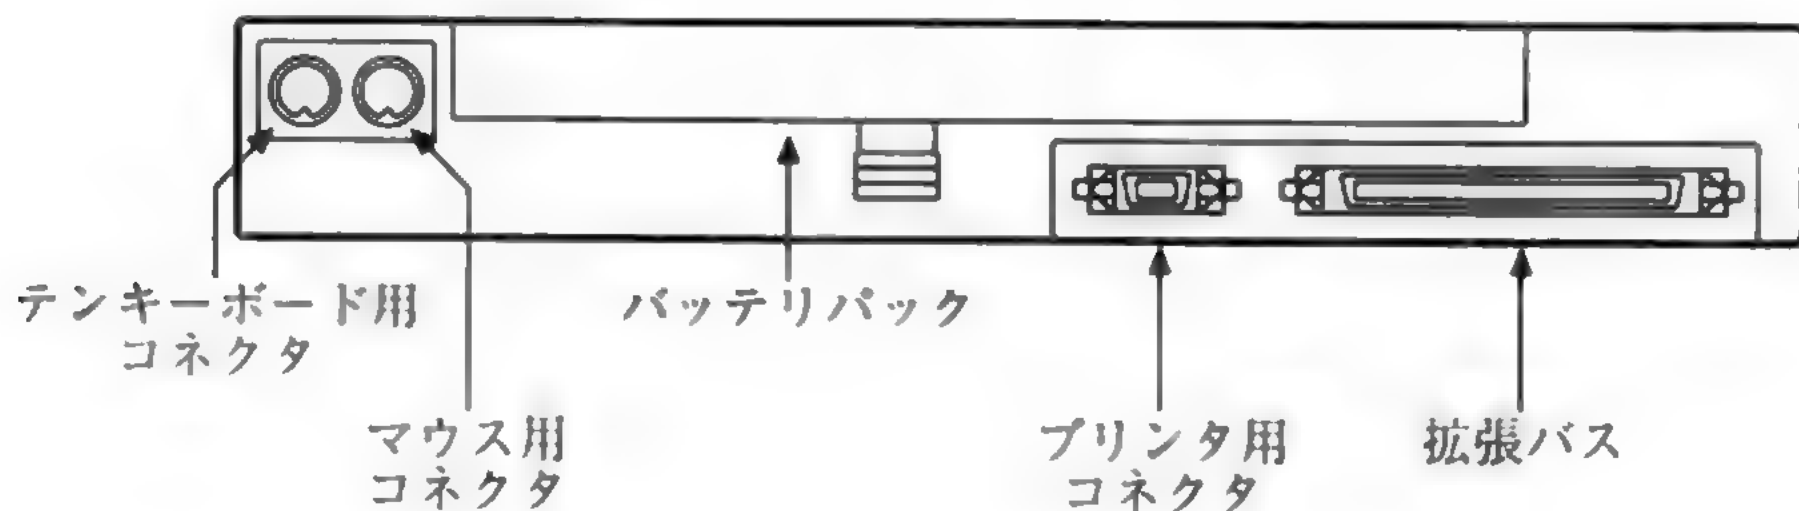 テンキーボード用
コネクタ
マウス用
コネクタ
バッテリパック
プリンタ用
コネクタ
拡張バス